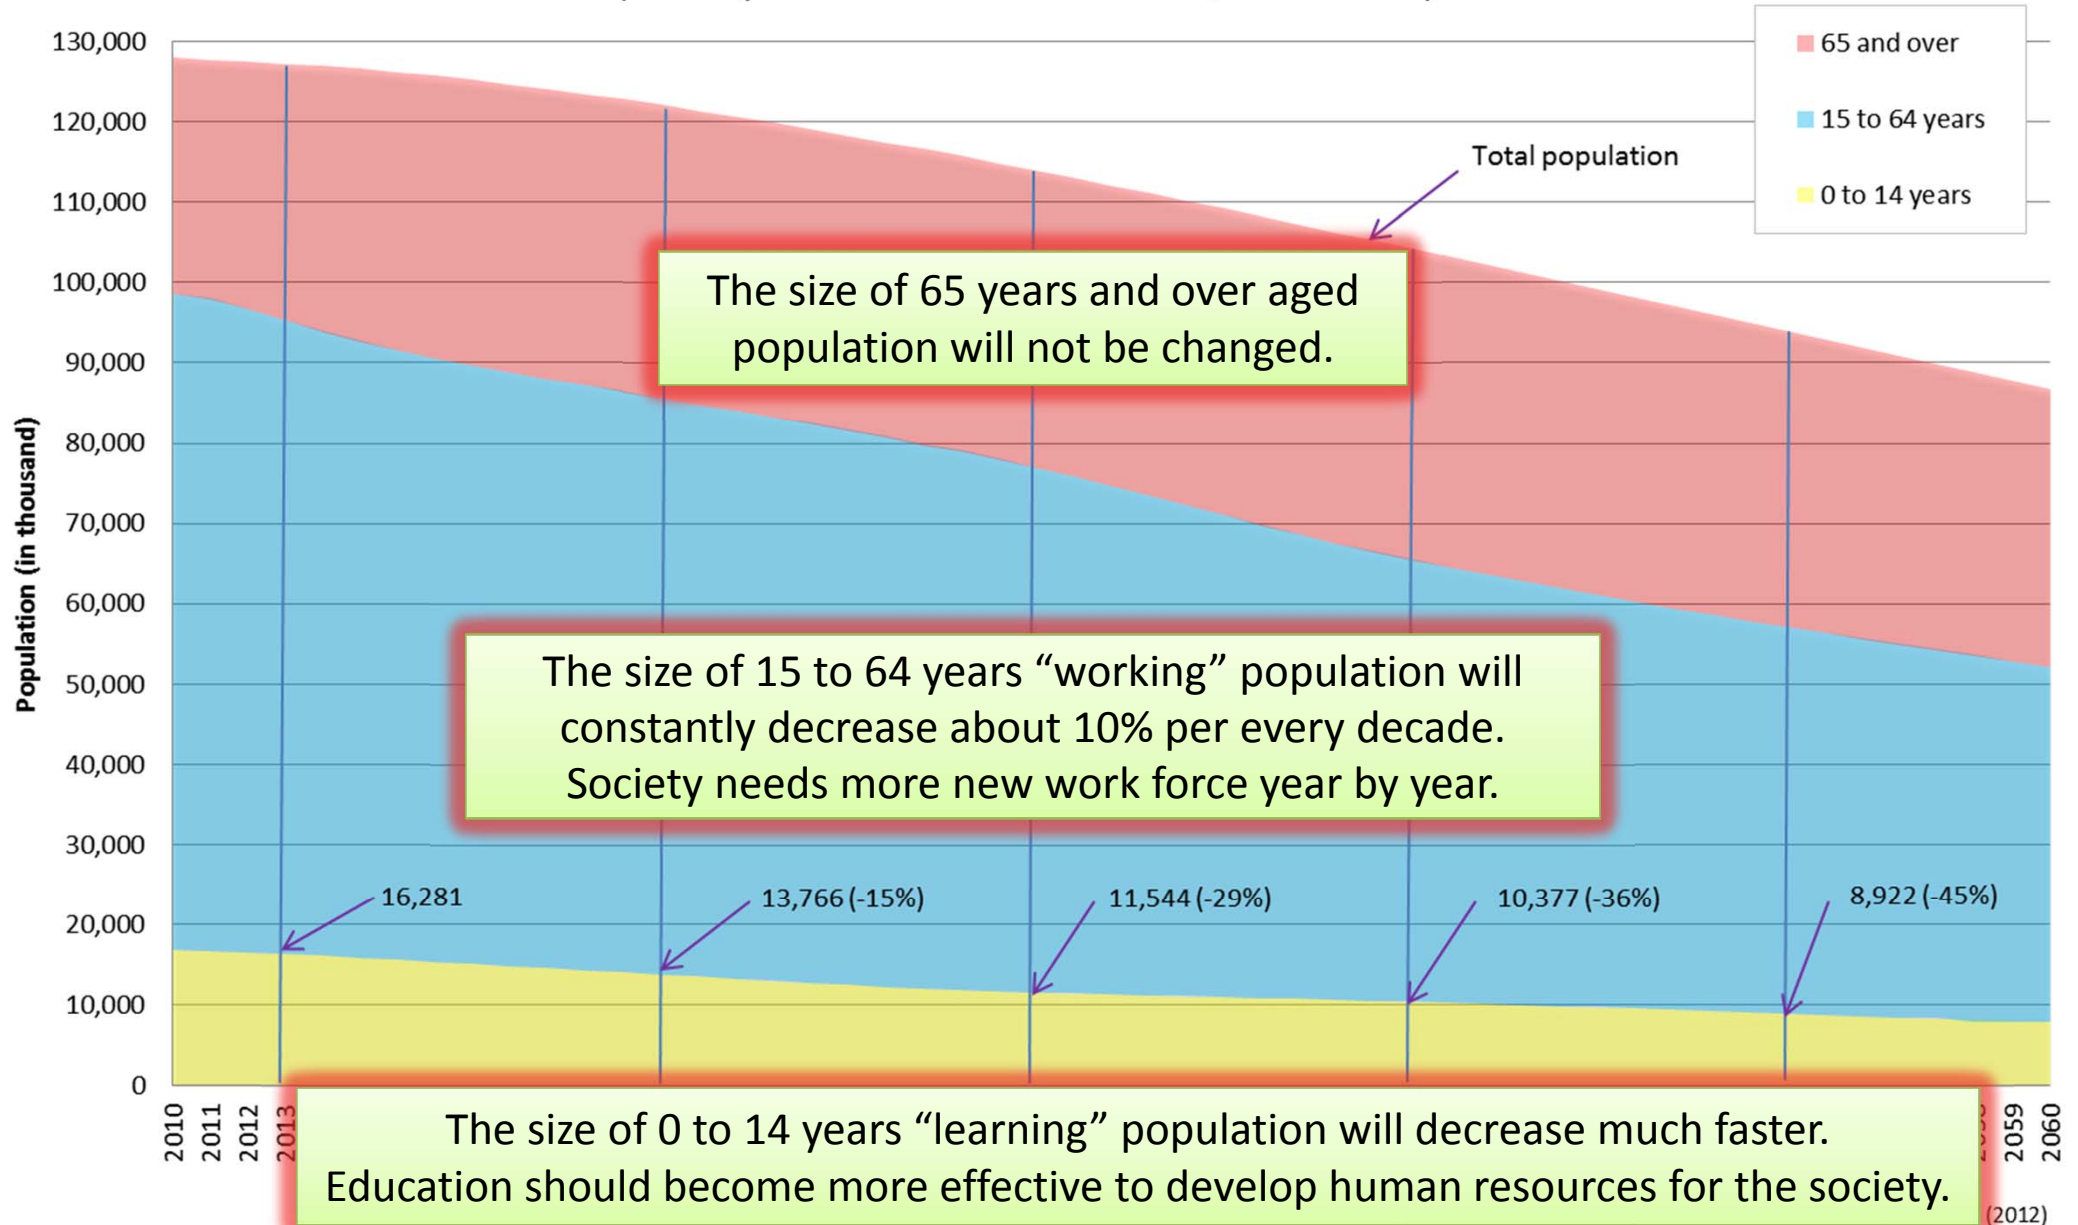 130,000
120,000
110,000
100,000
90,000
80,000
70,000
60,000
50,000
40,000
30,000
20,000
10,000
0
Population (in thousand)
65 and over
15 to 64 years
0 to 14 years
Total population
The size of 65 years and over aged
population will not be changed.
The size of 15 to 64 years “working” population will
constantly decrease about 10% per every decade.
Society needs more new work force year by year.
16,281
13,766 (-15%)
11,544 (-29%)
10,377 (-36%)
8,922 (-45%)
2010
2011
2012
2013
2059
2060
The size of 0 to 14 years “learning” population will decrease much faster.
Education should become more effective to develop human resources for the society.
(2012)